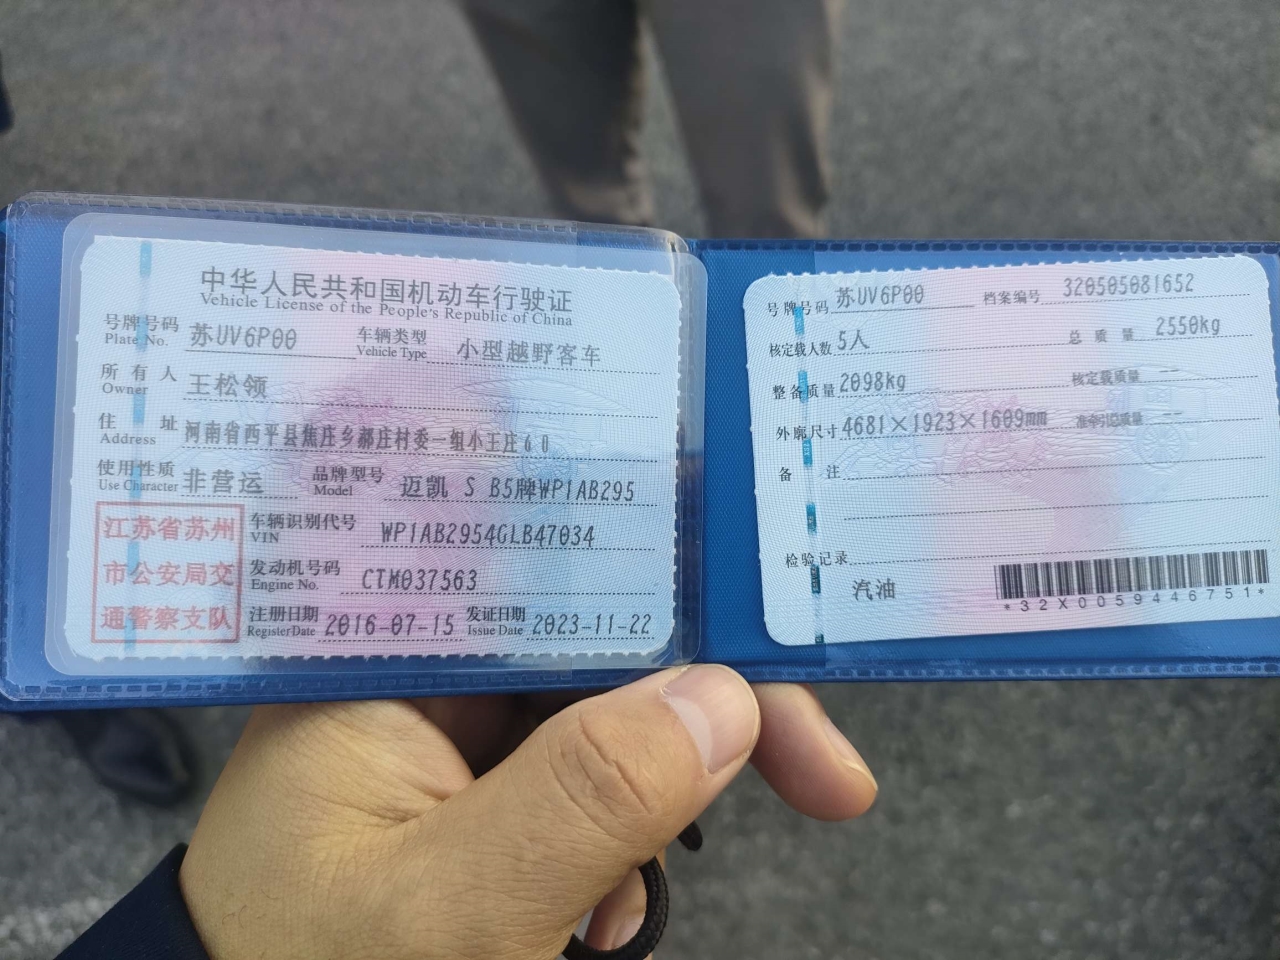 中华人民共和国机动车行驶证
Vehicle License of the People's Republic of China
号牌号码 苏UV6P00 车辆类型 小型越野客车
Plate No. Vehicle Type
所有人 王松领
Owner
住址 河南省西平县焦庄乡郝庄村委一组小王庄60
Address
使用性质 非营运 品牌型号 迈凯 S B5牌WP1AB295
Use Character Model
江苏省苏州
市公安局交
通警察支队
车辆识别代号 WP1AB2954GLB47034
VIN
发动机号码 CTM037563
Engine No.
注册日期 2016-07-15 发证日期 2023-11-22
Register Date Issue Date
号牌号码 苏UV6P00 档案编号 320505081652
核定载人数 5人 总质量 2550kg
整备质量 2098kg 核定载质量 --
外廓尺寸 4681×1923×1609mm 准牵引总质量 --
备注
检验记录
汽油
*32X0059446751*